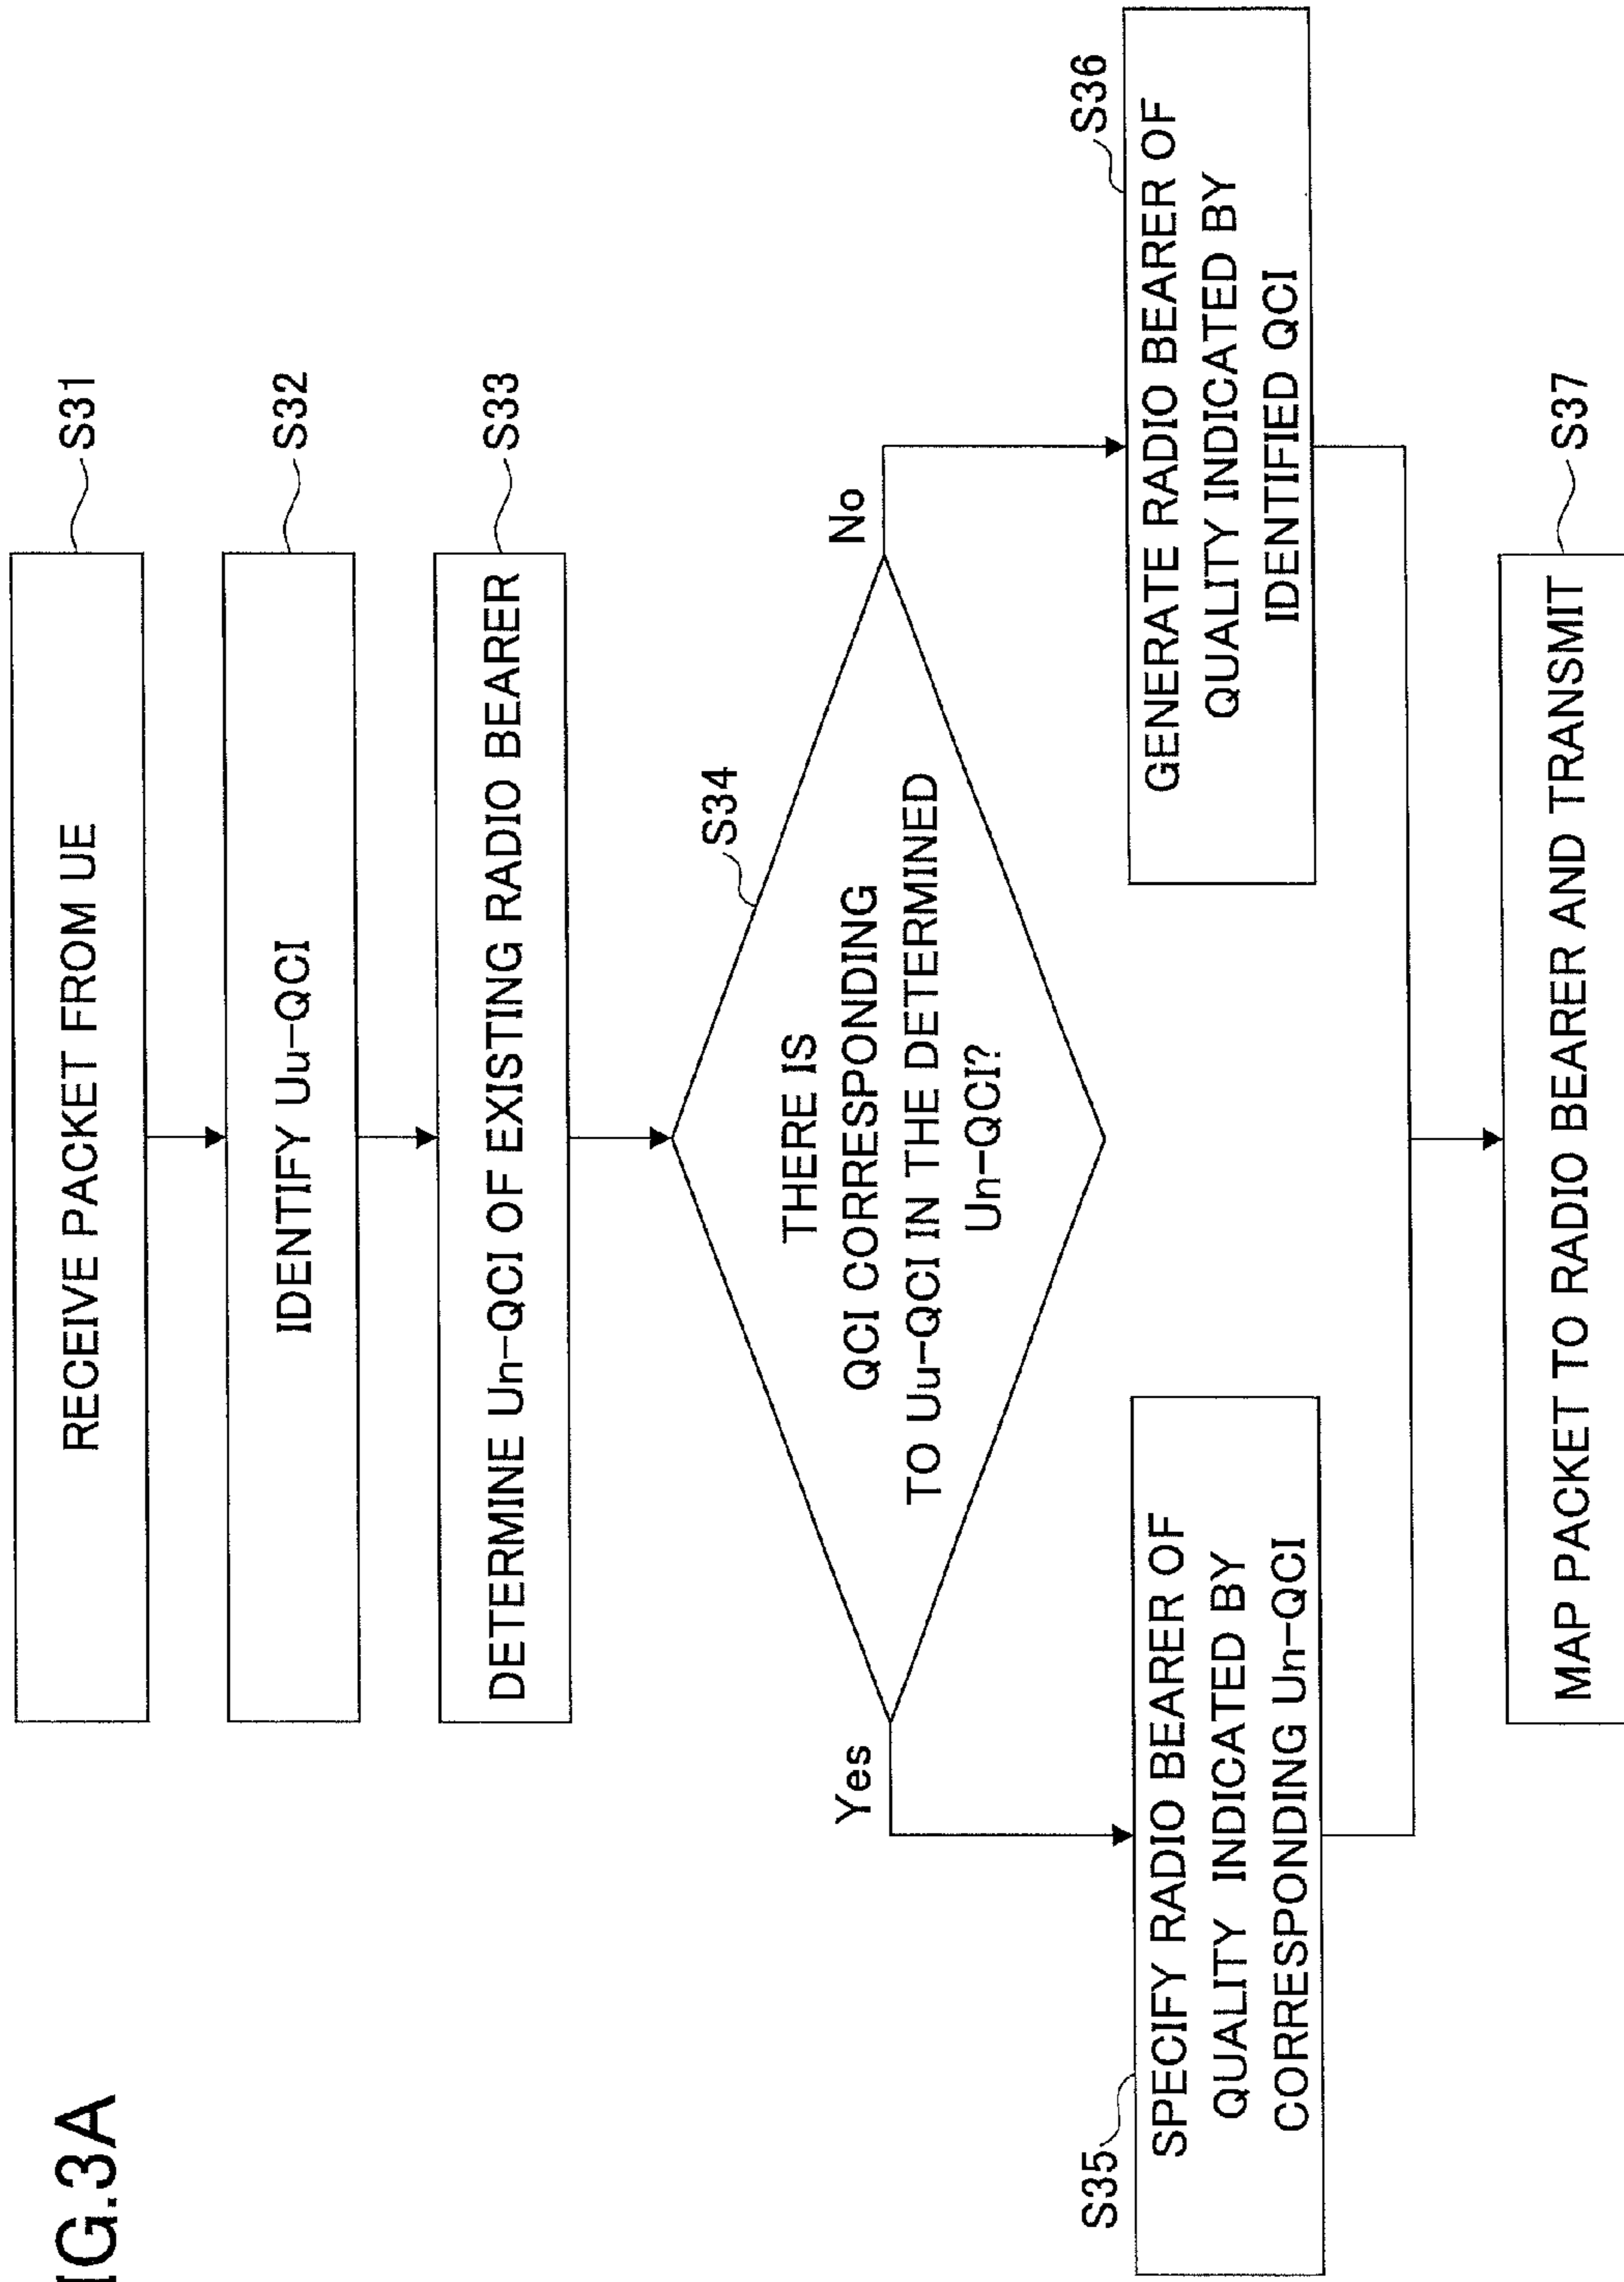 IG.3A
RECEIVE PACKET FROM UE
S31
IDENTIFY Uu-QCI
S32
DETERMINE Un-QCI OF EXISTING RADIO BEARER
S33
S34
THERE IS
QCI CORRESPONDING
TO Uu-QCI IN THE DETERMINED
Un-QCI?
Yes
No
S35
SPECIFY RADIO BEARER OF
QUALITY INDICATED BY
CORRESPONDING Un-QCI
S36
GENERATE RADIO BEARER OF
QUALITY INDICATED BY
IDENTIFIED QCI
MAP PACKET TO RADIO BEARER AND TRANSMIT
S37